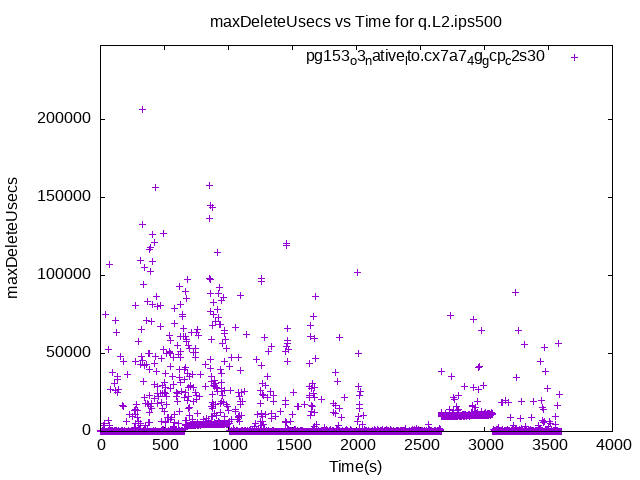 maxDeleteUsecs vs Time for q.L2.ips500
pg153_o3_native_lto.cx7a7_4g_gcp_c2s30
200000
150000
100000
50000
0
maxDeleteUsecs
0 500 1000 1500 2000 2500 3000 3500 4000
Time(s)